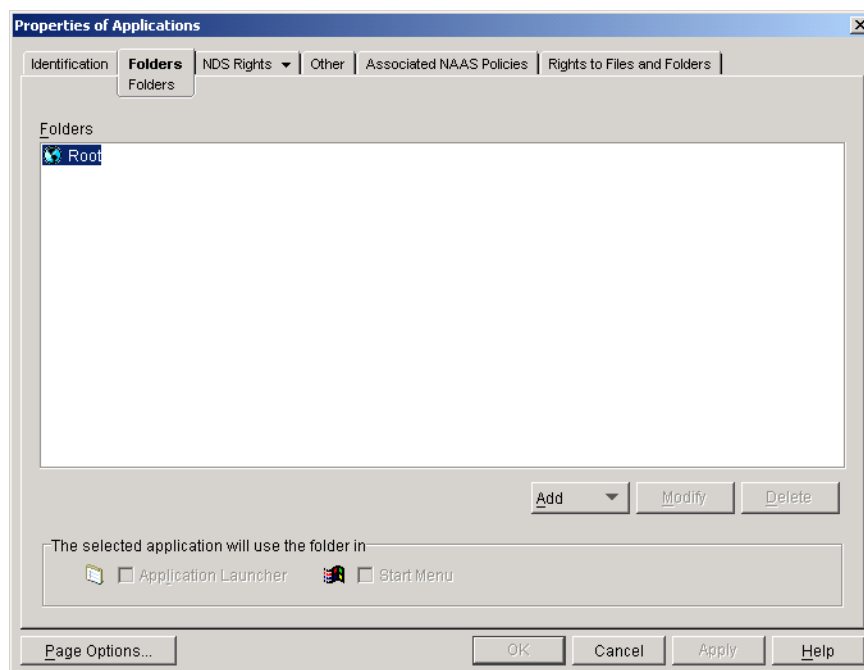 Properties of Applications
Identification Folders NDS Rights Other Associated NAAS Policies Rights to Files and Folders
Folders
Folders
Root
Add Modify Delete
The selected application will use the folder in
Application Launcher Start Menu
Page Options... OK Cancel Apply Help